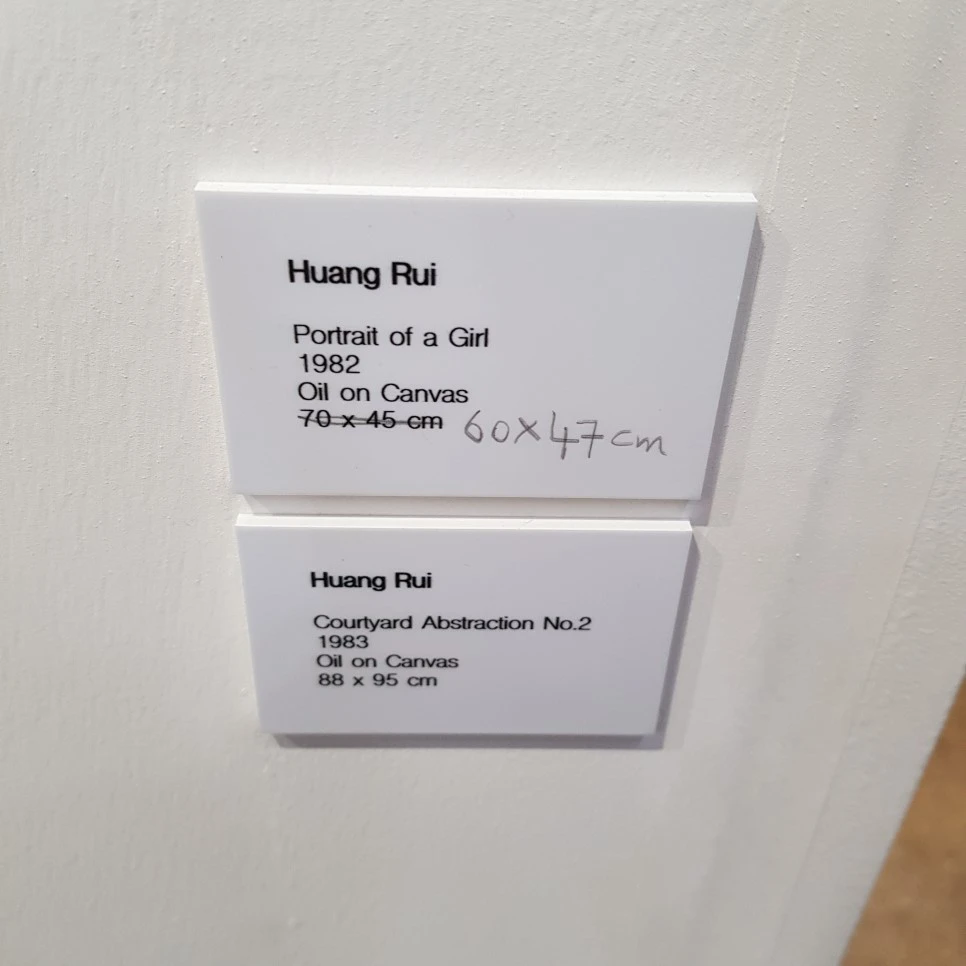 Huang Rui
Portrait of a Girl
1982
Oil on Canvas
70 x 45 cm 60X47cm
Huang Rui
Courtyard Abstraction No.2
1983
Oil on Canvas
88 x 95 cm